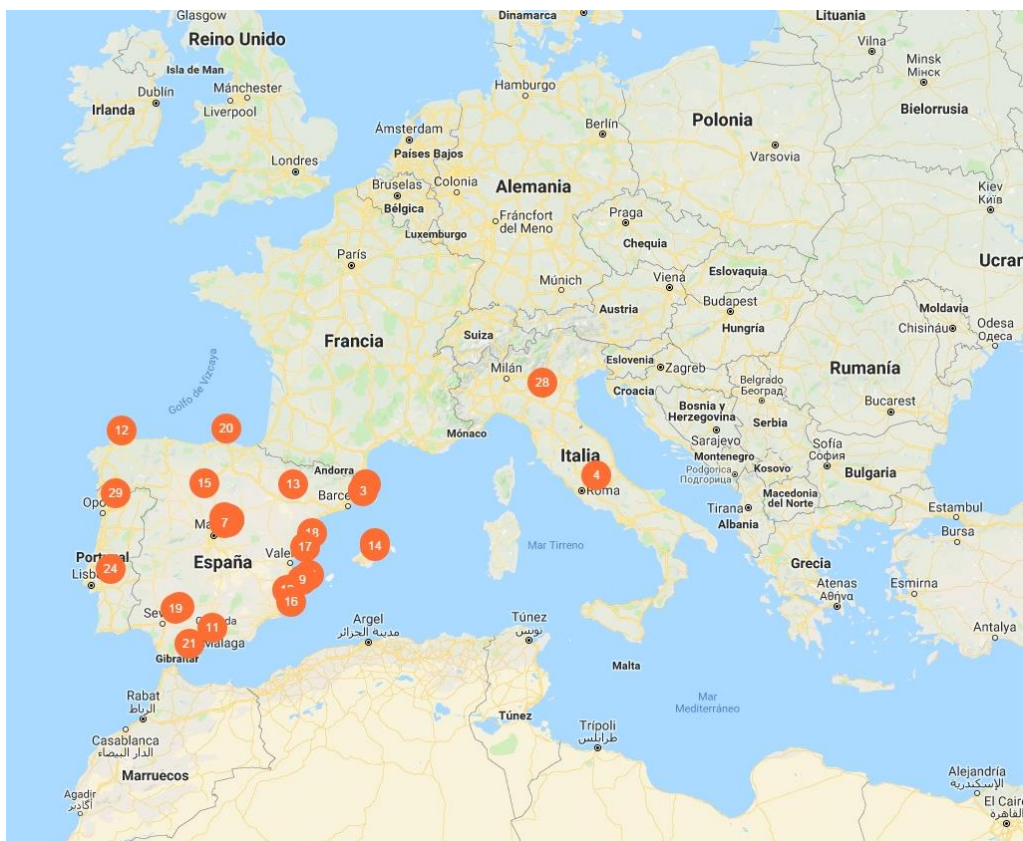 Glasgow
Dinamarca
Lituania
Reino Unido
Vilna
Isla de Man
Minsk
Мінск
Dublín
Mánchester
Hamburgo
Irlanda
Liverpool
Bielorrusia
Ámsterdam
Berlín
Polonia
Países Bajos
Varsovia
Londres
Bruselas
Colonia
Alemania
Kiev
Київ
Bélgica
Fráncfort
del Meno
Praga
Luxemburgo
Chequia
París
Ucran
Múnich
Viena
Eslovaquia
Austria
Budapest
Moldavia
Hungría
Chisináu
Odesa
Одеса
Francia
Suiza
Golfo de Vizcaya
Milán
Eslovenia
Zagreb
Rumanía
28
Croacia
Belgrado
Београд
Bucarest
Bosnia y
Herzegovina
Serbia
12
20
Mónaco
Sarajevo
Sofía
София
Italia
Montenegro
Andorra
4
Podgorica
Подгорица
Kosovo
Bulgaria
15
13
3
29
Roma
Macedonia
del Norte
Opo
Barce
Tirana
Estambul
Albania
7
Ma
18
14
Bursa
17
Mar Tirreno
Portugal
España
Valen
Grecia
24
9
Lisb
Atenas
Αθήνα
Esmirna
16
19
Sev
11
Argel
مدينة الجزائر
Túnez
تونس
Antalya
21
Málaga
Gibraltar
Malta
Rabat
الرباط
Mar
Mediterráneo
Túnez
Trípoli
طرابلس
Casablanca
الدار البيضاء
Marruecos
Alejandría
الإسكندرية
Agadir
أكادير
El Cairo
القاهرة